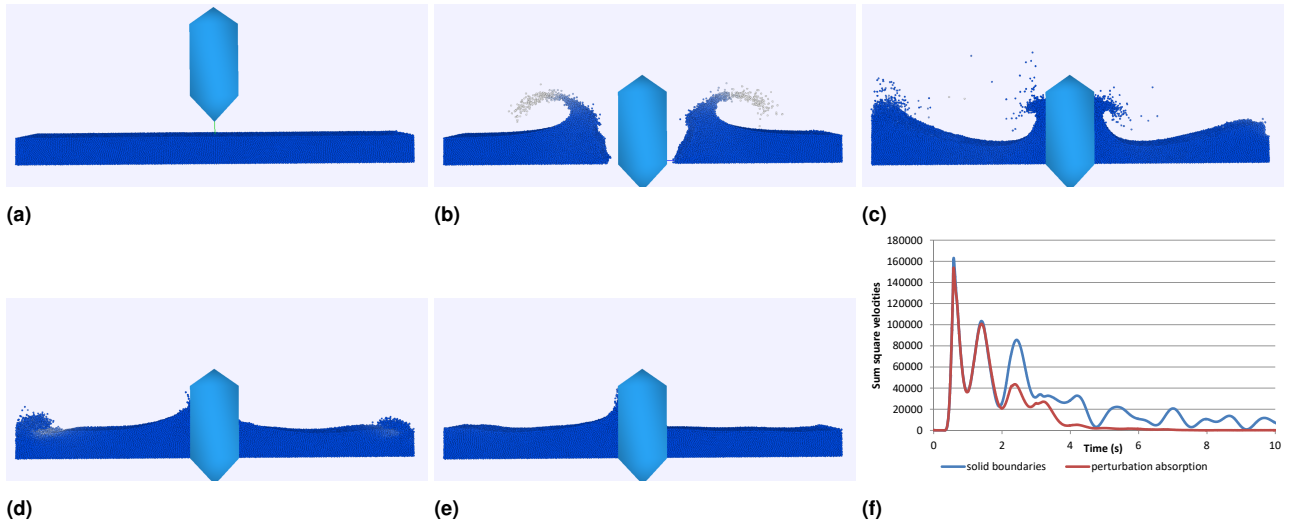 (a)
(b)
(c)
180000
160000
140000
120000
100000
80000
60000
40000
20000
0
Sum square velocities
0 2 4 6 8 10
Time (s)
solid boundaries perturbation absorption
(d)
(e)
(f)